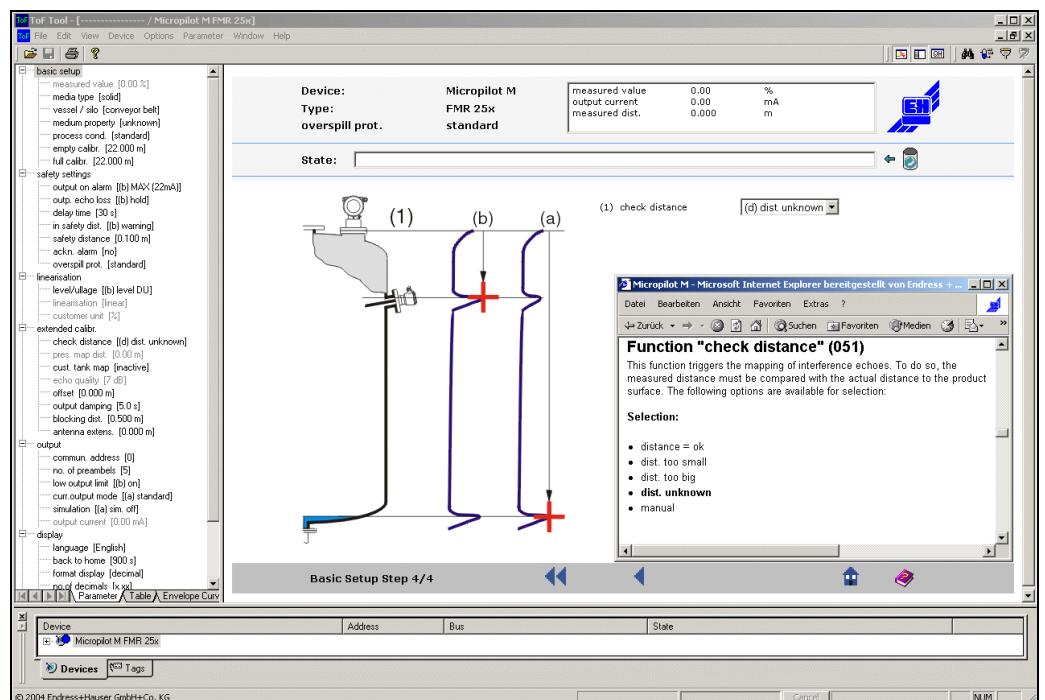 ToF Tool - [---------------- / Micropilot M FMR 25x]
File Edit View Device Options Parameter Window Help
basic setup
measured value [0.00 %]
media type [solid]
vessel / silo [conveyor belt]
medium property [unknown]
process cond. [standard]
empty calibr. [22.000 m]
full calibr. [22.000 m]
safety settings
output on alarm [(b) MAX (22mA)]
outp. echo loss [(b) hold]
delay time [30 s]
in safety dist. [(b) warning]
safety distance [0.100 m]
ackn. alarm [no]
overspill prot. [standard]
linearisation
level/ullage [(b) level DU]
linearisation [linear]
customer unit [%]
extended calibr.
check distance [(d) dist. unknown]
pres. map dist. [0.00 m]
cust. tank map [inactive]
echo quality [7 dB]
offset [0.000 m]
output damping [5.0 s]
blocking dist. [0.500 m]
antenna extens. [0.000 m]
output
commun. address [0]
no. of preambels [5]
low output limit [(b) on]
curr.output mode [(a) standard]
simulation [(a) sim. off]
output current [0.00 mA]
display
language [English]
back to home [900 s]
format display [decimal]
no.of decimals [x.xx]
Parameter Table Envelope Curv
Device: Micropilot M
Type: FMR 25x
overspill prot. standard
measured value 0.00 %
output current 0.00 mA
measured dist. 0.000 m
EH
State:
(1) (b) (a)
(1) check distance (d) dist. unknown
Micropilot M - Microsoft Internet Explorer bereitgestellt von Endress + ...
Datei Bearbeiten Ansicht Favoriten Extras ?
Zurück Suchen Favoriten Medien »
Function "check distance" (051)
This function triggers the mapping of interference echoes. To do so, the
measured distance must be compared with the actual distance to the product
surface. The following options are available for selection:
Selection:
• distance = ok
• dist. too small
• dist. too big
• dist. unknown
• manual
Basic Setup Step 4/4
Device Address Bus State
Micropilot M FMR 25x
Devices Tags
© 2004 Endress+Hauser GmbH+Co. KG Cancel NUM